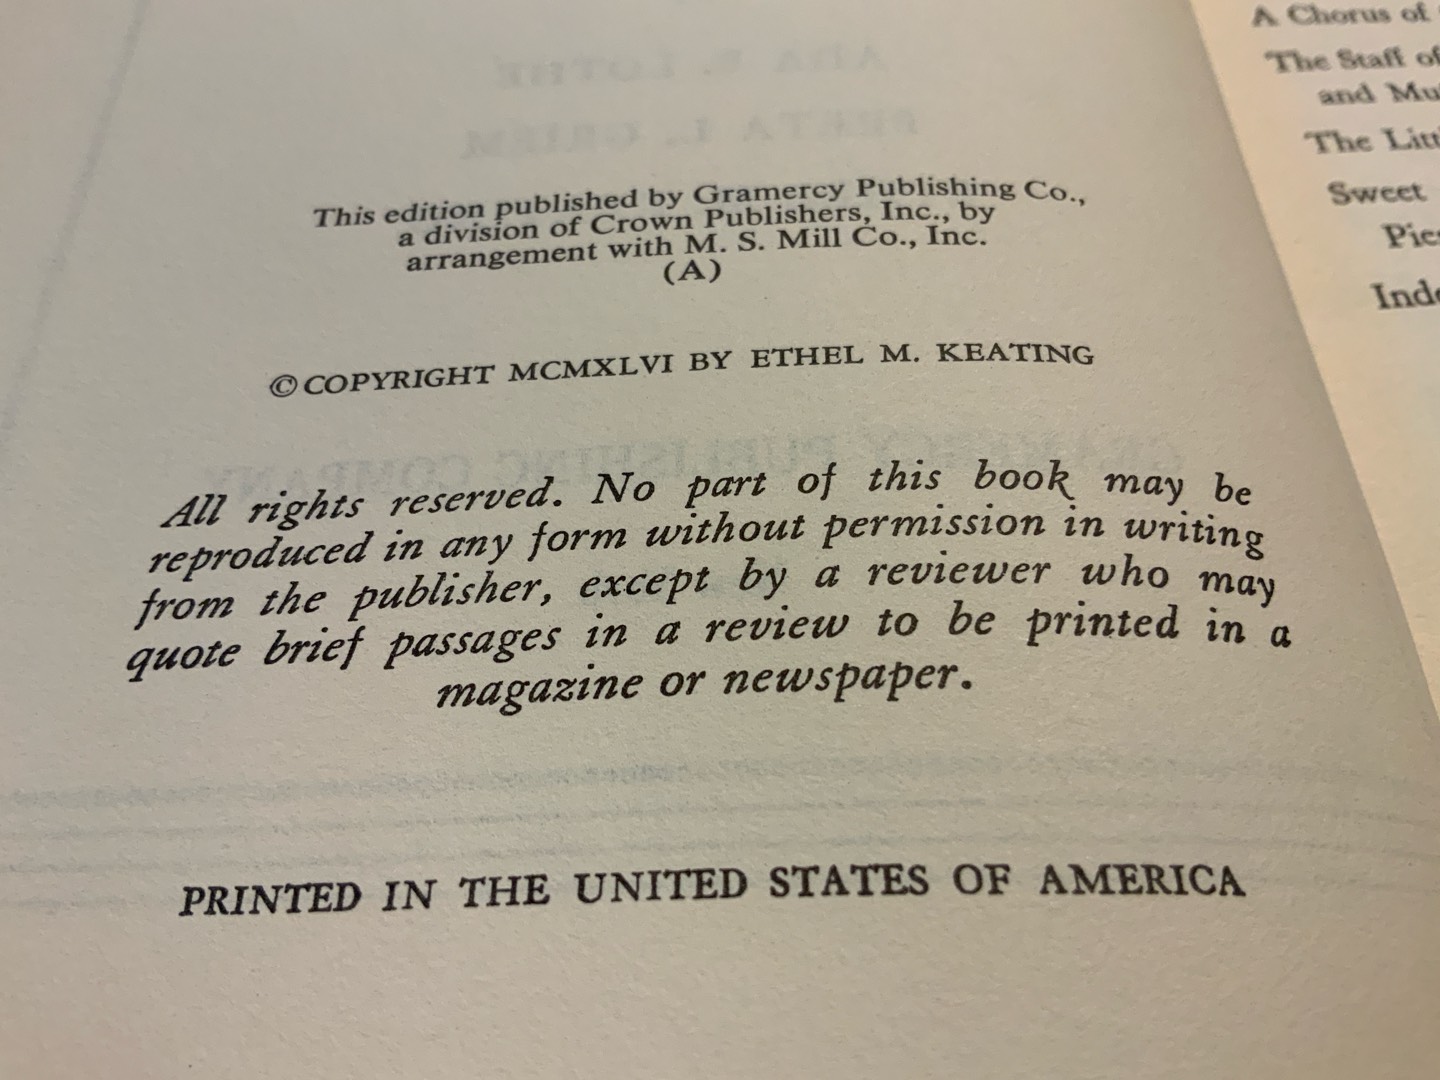 This edition published by Gramercy Publishing Co.,
a division of Crown Publishers, Inc., by
arrangement with M. S. Mill Co., Inc.
(A)
© COPYRIGHT MCMXLVI BY ETHEL M. KEATING
All rights reserved. No part of this book may be
reproduced in any form without permission in writing
from the publisher, except by a reviewer who may
quote brief passages in a review to be printed in a
magazine or newspaper.
PRINTED IN THE UNITED STATES OF AMERICA
A Chorus of
The Staff of
and
The
Sweet